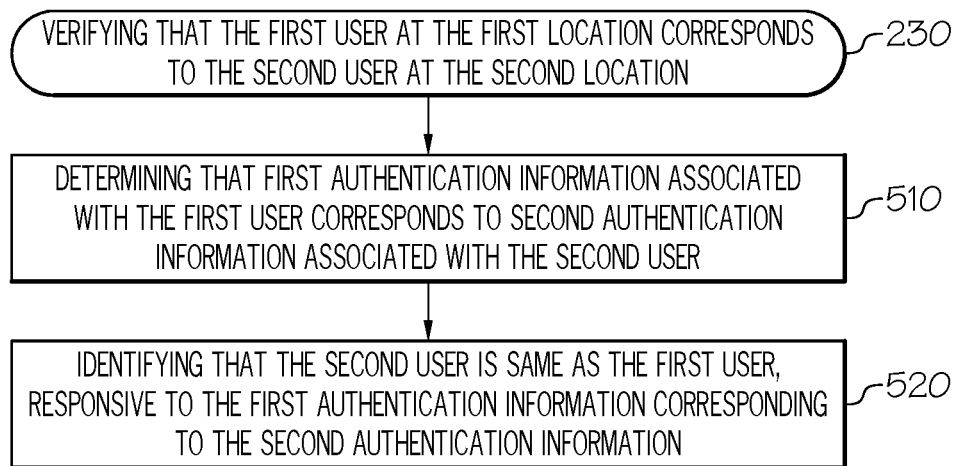 VERIFYING THAT THE FIRST USER AT THE FIRST LOCATION CORRESPONDS
TO THE SECOND USER AT THE SECOND LOCATION
230
DETERMINING THAT FIRST AUTHENTICATION INFORMATION ASSOCIATED
WITH THE FIRST USER CORRESPONDS TO SECOND AUTHENTICATION
INFORMATION ASSOCIATED WITH THE SECOND USER
510
IDENTIFYING THAT THE SECOND USER IS SAME AS THE FIRST USER,
RESPONSIVE TO THE FIRST AUTHENTICATION INFORMATION CORRESPONDING
TO THE SECOND AUTHENTICATION INFORMATION
520